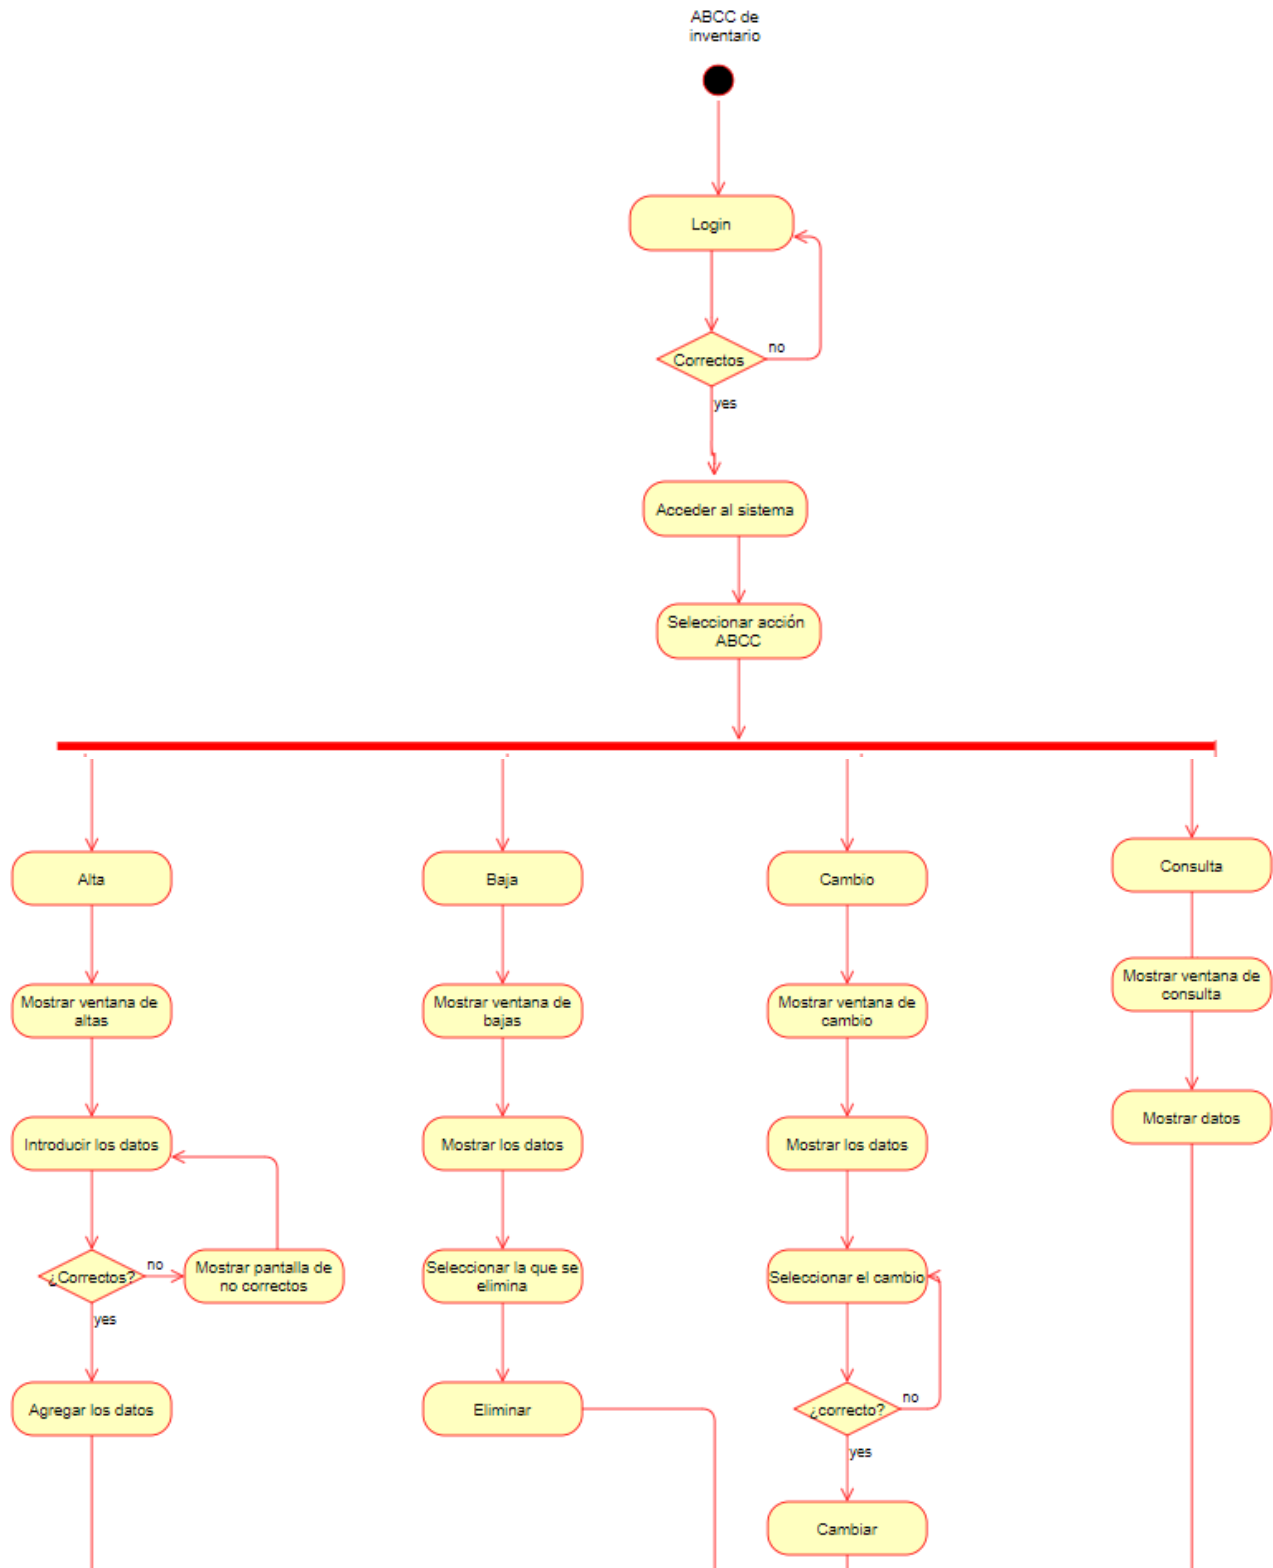 ABCC de
inventario
Login
Correctos
no
yes
Acceder al sistema
Seleccionar acción
ABCC
Alta
Baja
Cambio
Consulta
Mostrar ventana de
altas
Mostrar ventana de
bajas
Mostrar ventana de
cambio
Mostrar ventana de
consulta
Introducir los datos
Mostrar los datos
Mostrar los datos
Mostrar datos
¿Correctos?
no
Mostrar pantalla de
no correctos
yes
Seleccionar la que se
elimina
Seleccionar el cambio
Agregar los datos
Eliminar
¿correcto?
no
yes
Cambiar